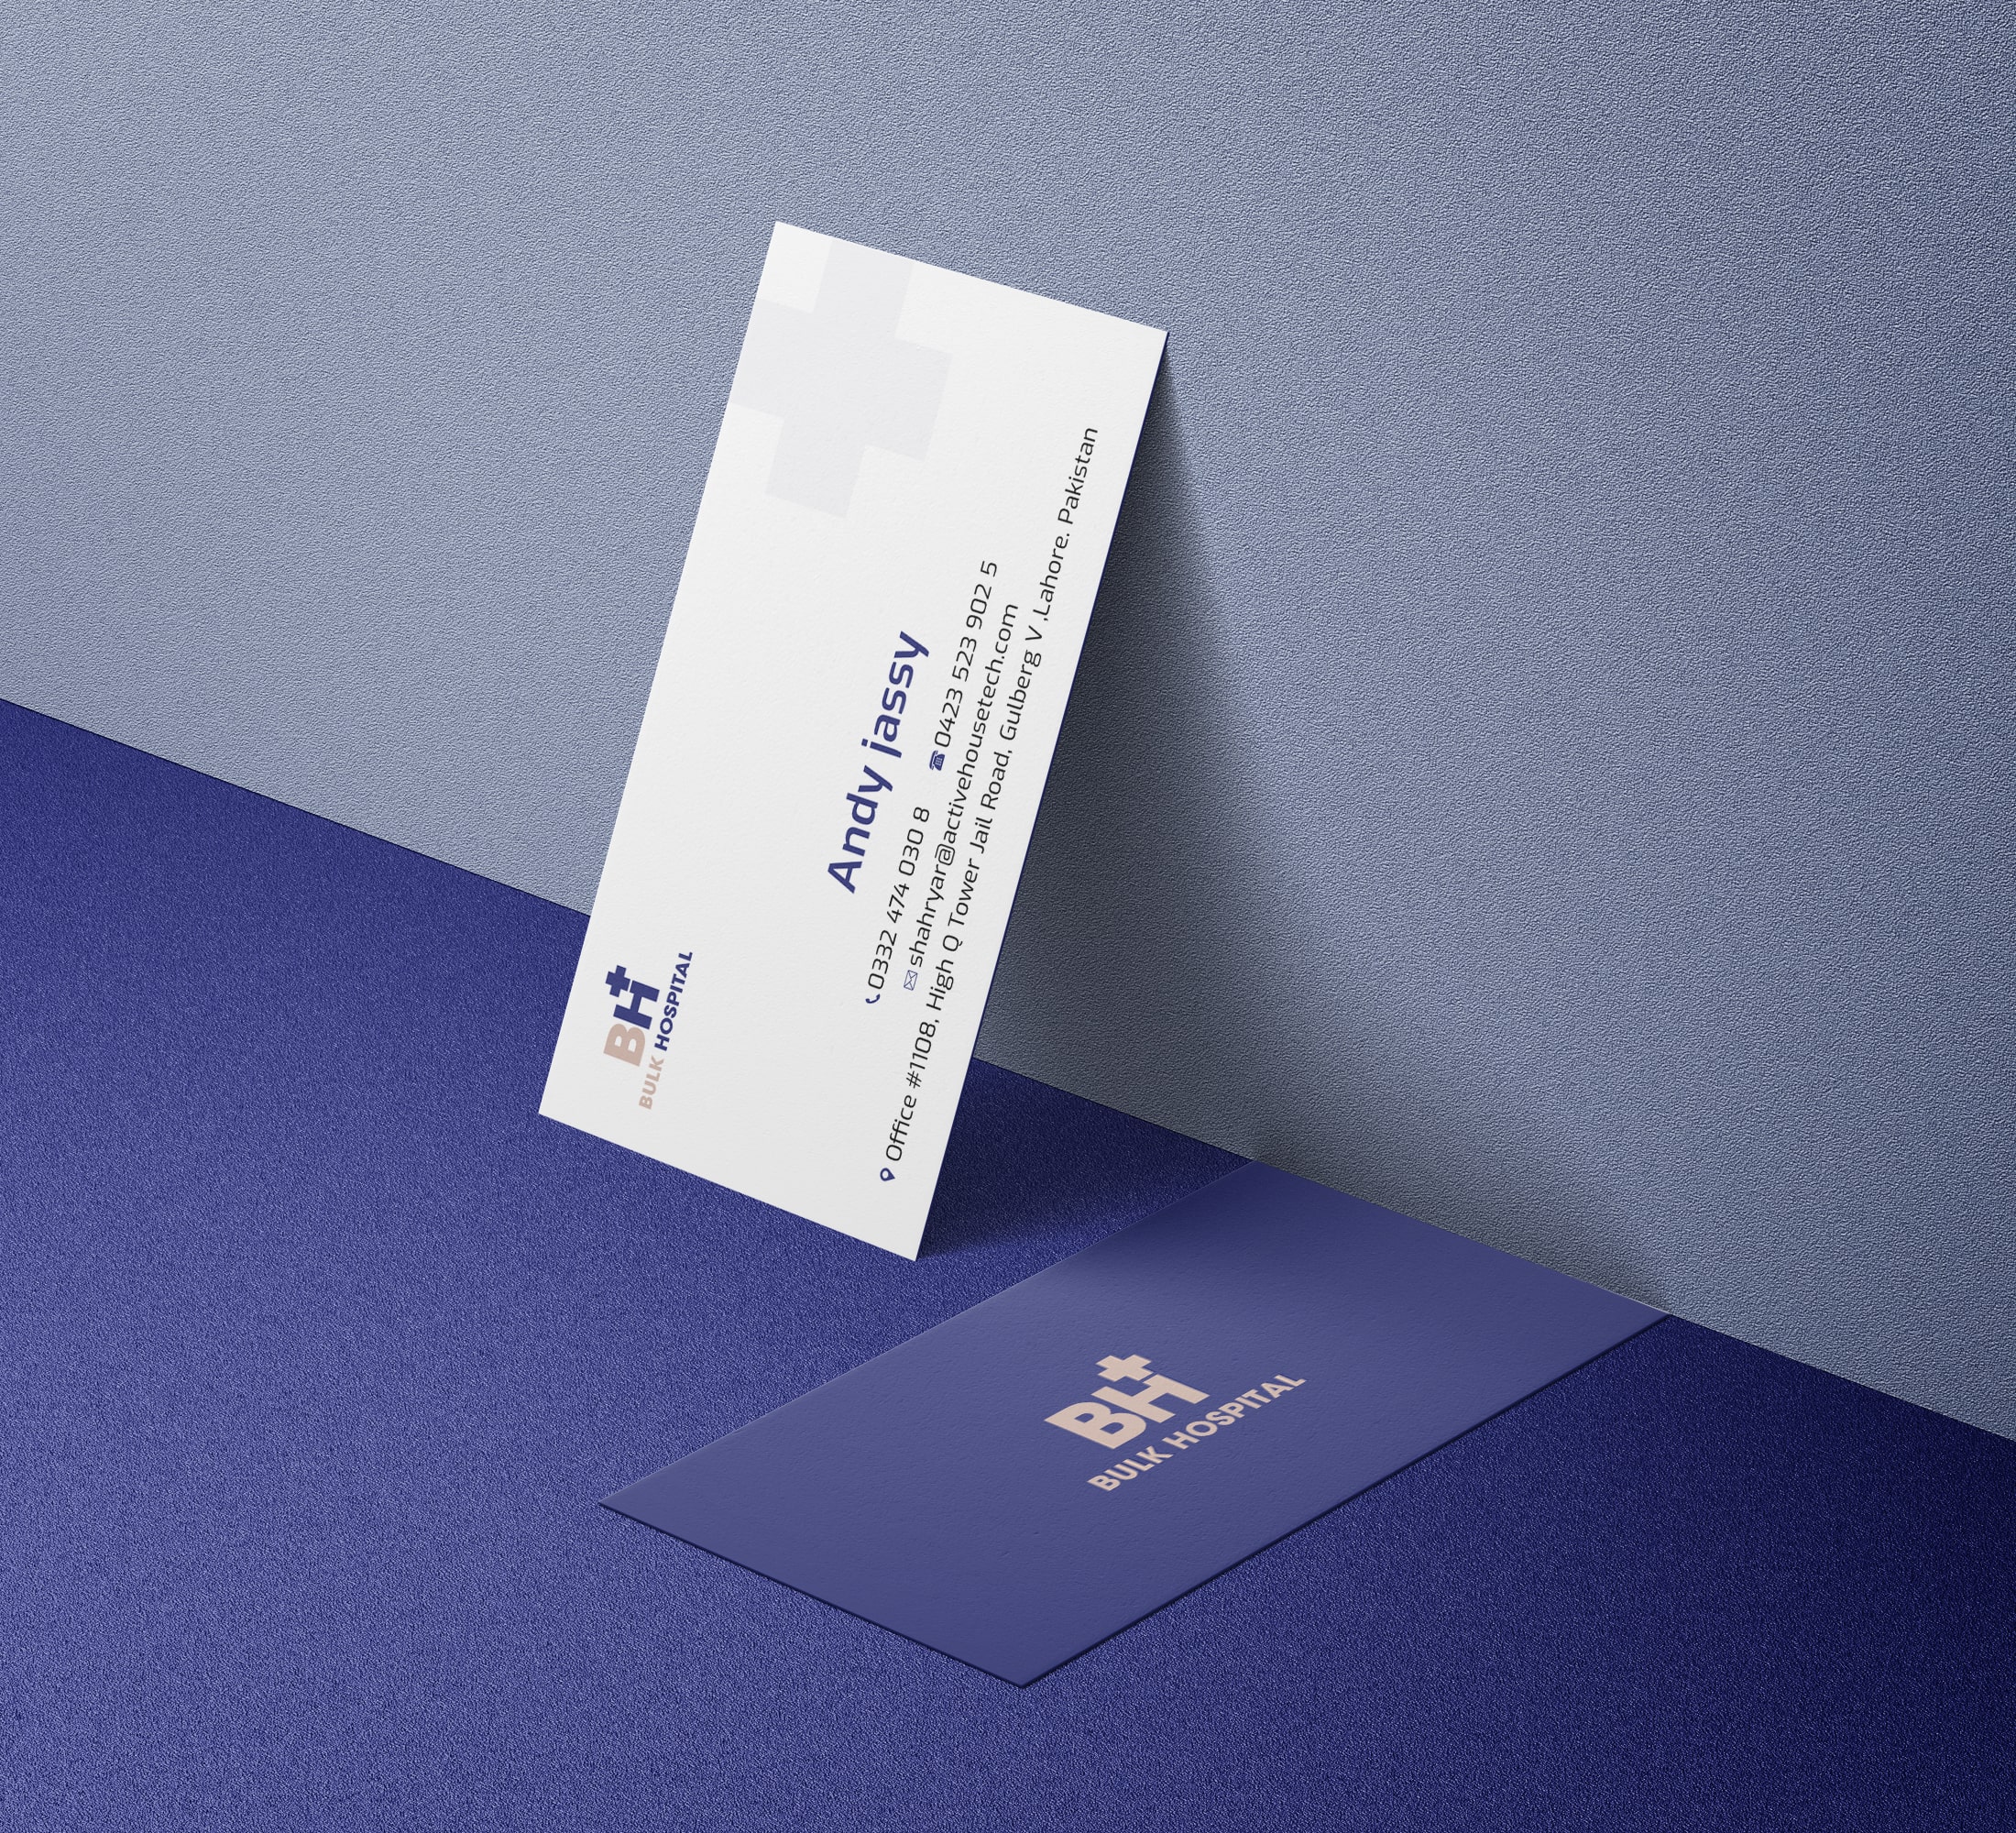 BH
BULK HOSPITAL
Andy jassy
0332 474 030 8 0423 523 902 5
shahryar@activehousetech.com
Office #1108, High Q Tower Jail Road, Gulberg V ,Lahore. Pakistan
BH
BULK HOSPITAL